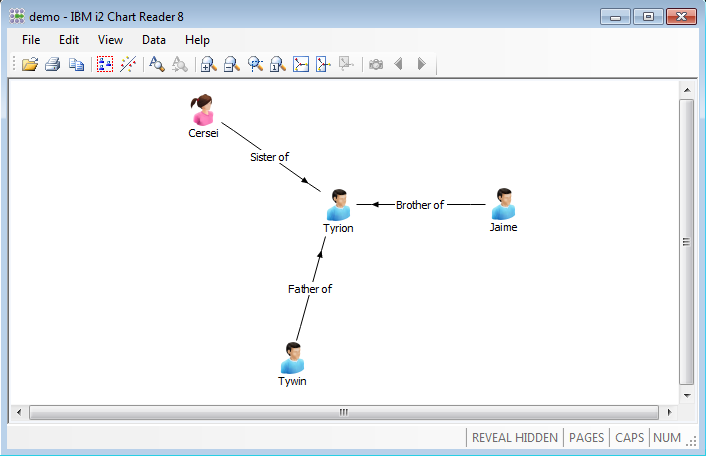 demo - IBM i2 Chart Reader 8
File Edit View Data Help
Cersei
Sister of
Tyrion
Brother of
Jaime
Father of
Tywin
REVEAL HIDDEN PAGES CAPS NUM